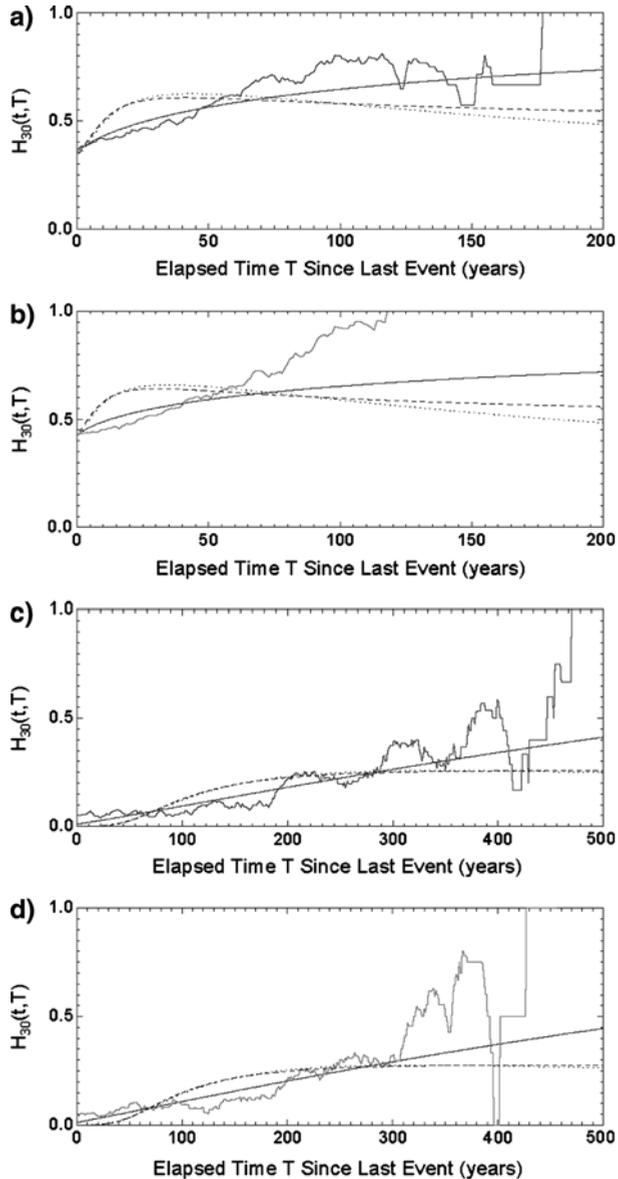 a)
1.0
0.5
0.0
H30(t,T)
0 50 100 150 200
Elapsed Time T Since Last Event (years)
b)
1.0
0.5
0.0
H30(t,T)
0 50 100 150 200
Elapsed Time T Since Last Event (years)
c)
1.0
0.5
0.0
H30(t,T)
0 100 200 300 400 500
Elapsed Time T Since Last Event (years)
d)
1.0
0.5
0.0
H30(t,T)
0 100 200 300 400 500
Elapsed Time T Since Last Event (years)